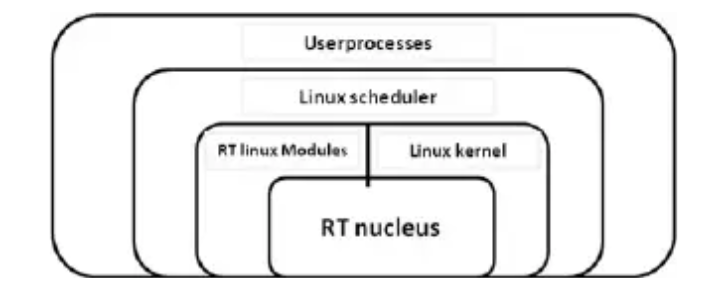 Userprocesses
Linux scheduler
RT linux Modules
Linux kernel
RT nucleus